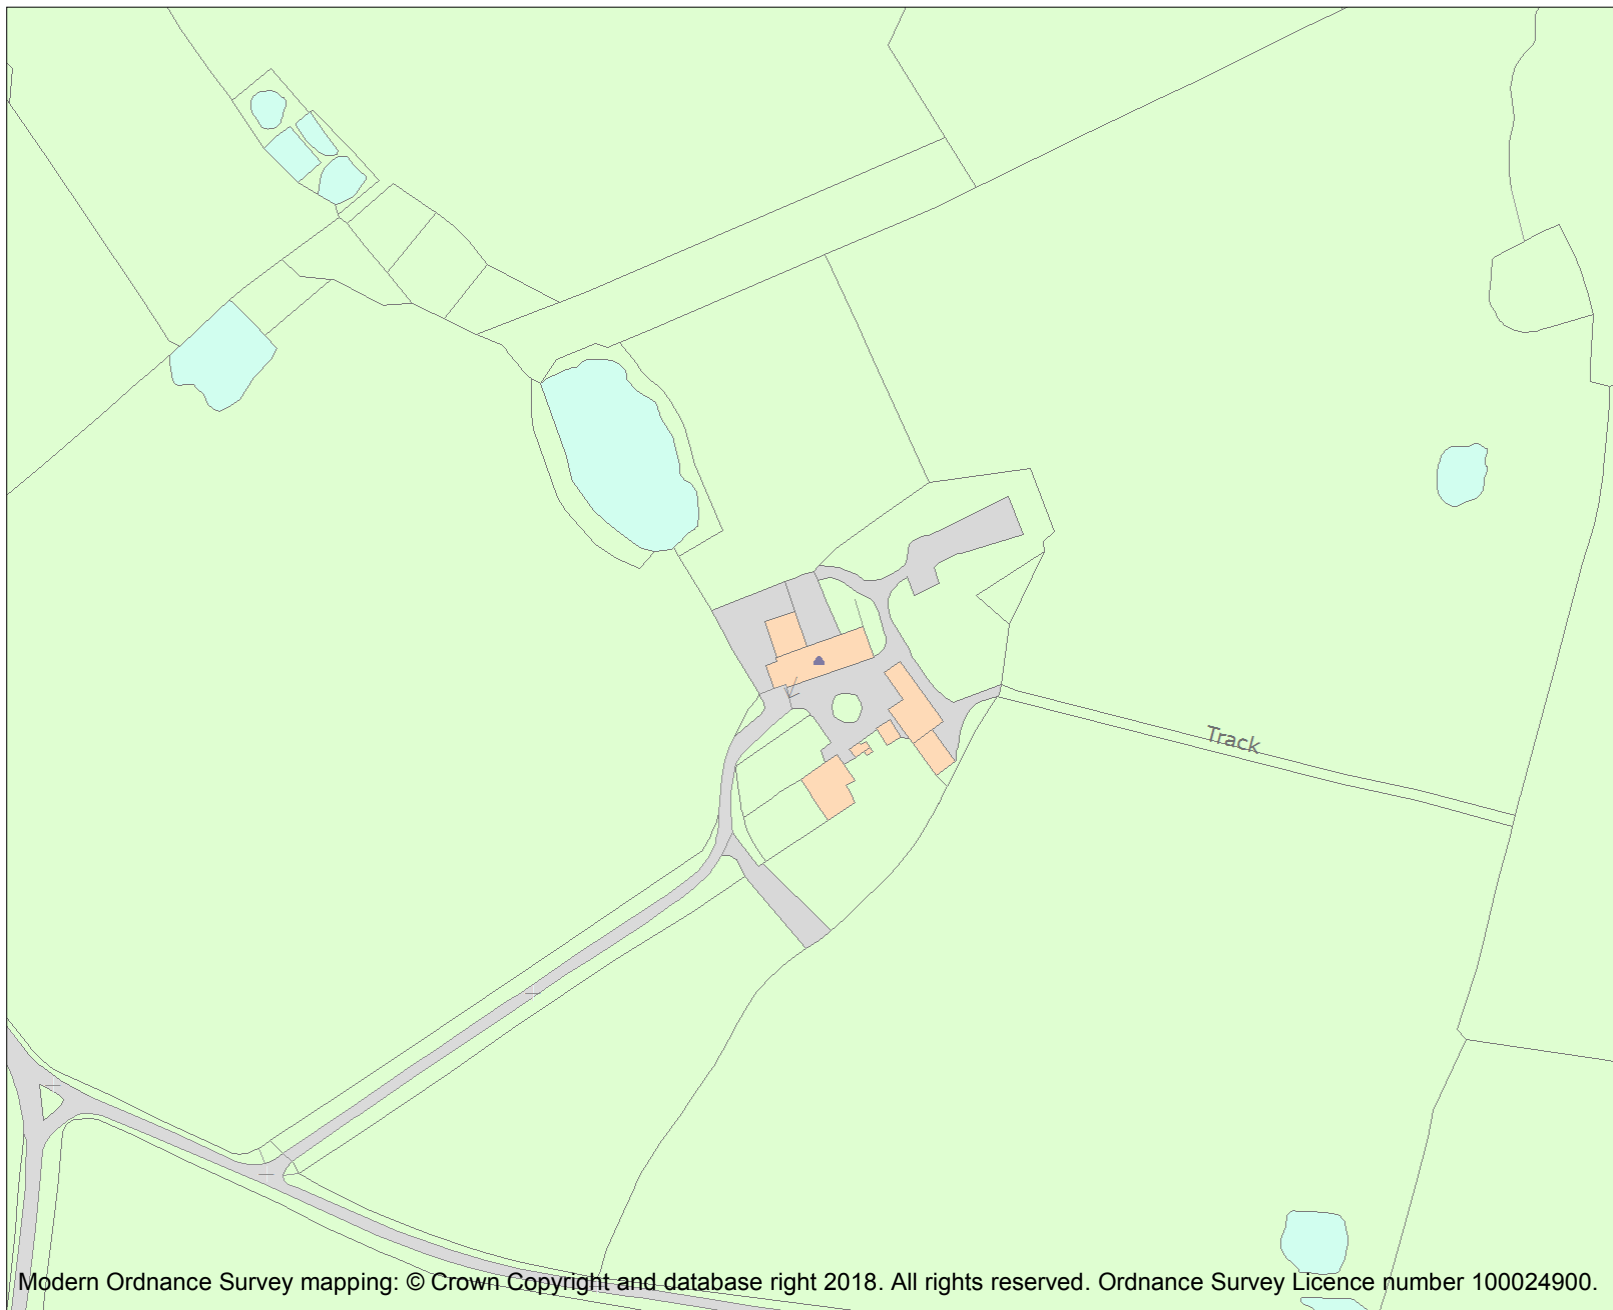 Track
Modern Ordnance Survey mapping: © Crown Copyright and database right 2018. All rights reserved. Ordnance Survey Licence number 100024900.